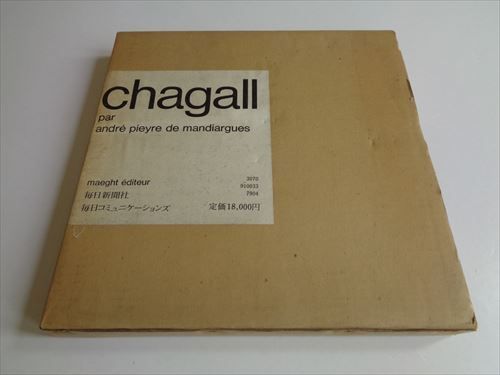 chagall
par
andré pieyre de mandiargues
maeght éditeur
毎日新聞社
毎日コミュニケーションズ
3070
910033
7904
定価18,000円